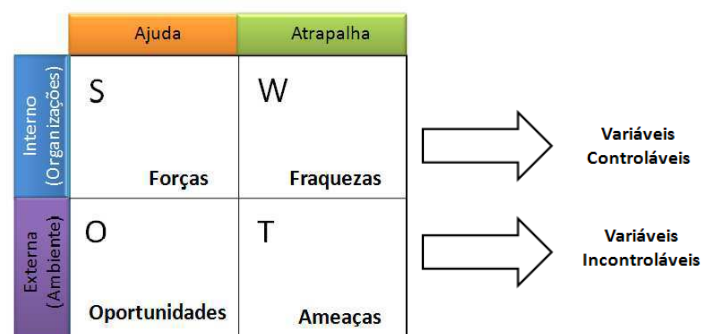 Ajuda
Atrapalha
Interno
(Organizações)
S
W
Forças
Fraquezas
Variáveis
Controláveis
Externa
(Ambiente)
O
T
Oportunidades
Ameaças
Variáveis
Incontroláveis